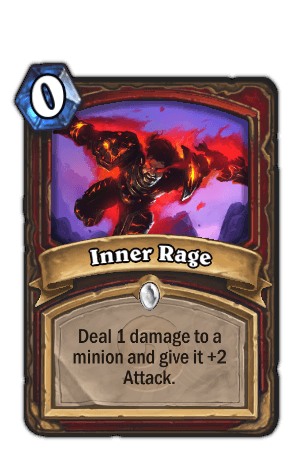 0
Inner Rage
Deal 1 damage to a
minion and give it +2
Attack.